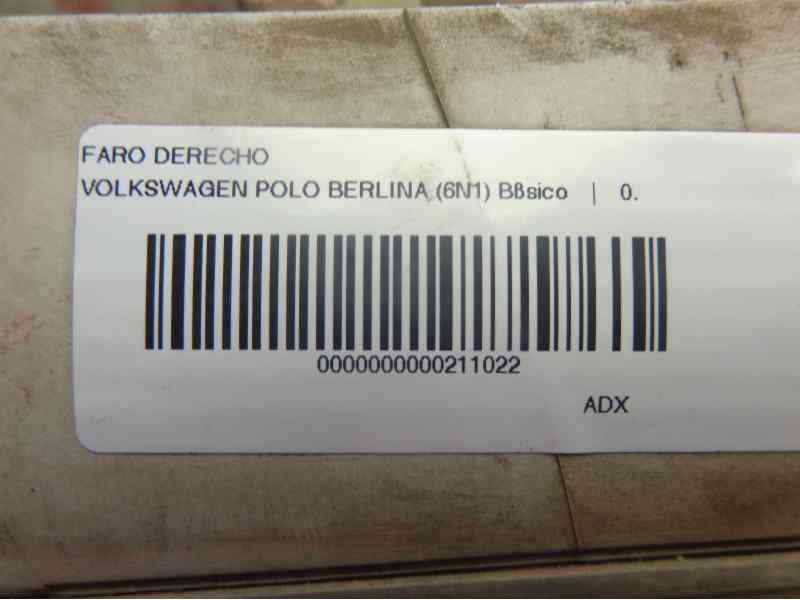 FARO DERECHO
VOLKSWAGEN POLO BERLINA (6N1) Bßsico | 0.
0000000000211022
ADX